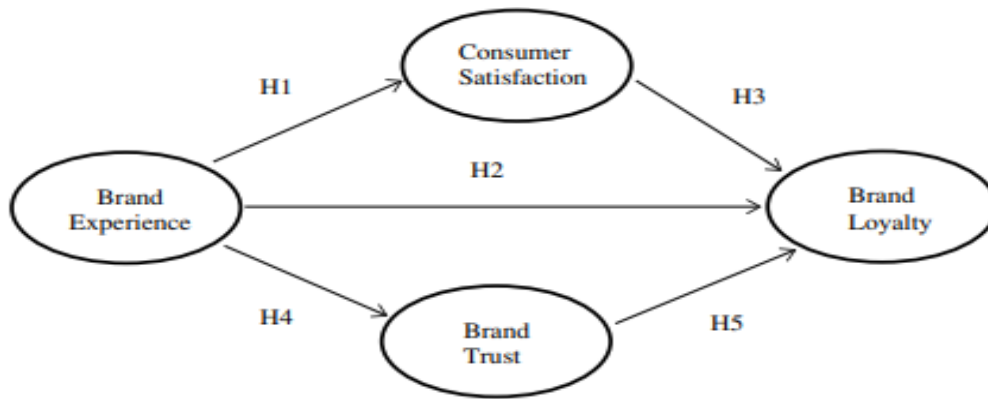 Consumer
Satisfaction
H1
H3
H2
Brand
Experience
Brand
Loyalty
H4
H5
Brand
Trust